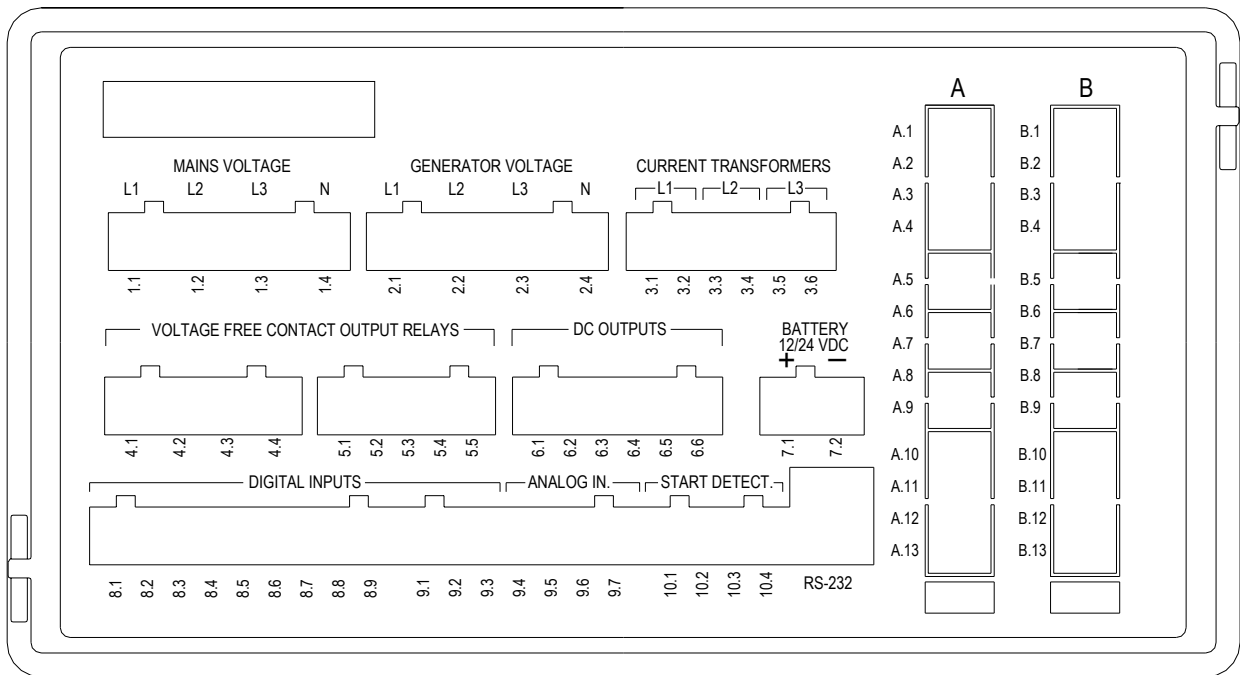 A B
MAINS VOLTAGE GENERATOR VOLTAGE CURRENT TRANSFORMERS
L1 L2 L3 N L1 L2 L3 N L1 L2 L3
1.1 1.2 1.3 1.4 2.1 2.2 2.3 2.4 3.1 3.2 3.3 3.4 3.5 3.6
VOLTAGE FREE CONTACT OUTPUT RELAYS DC OUTPUTS BATTERY
12/24 VDC
+ −
4.1 4.2 4.3 4.4 5.1 5.2 5.3 5.4 5.5 6.1 6.2 6.3 6.4 6.5 6.6 7.1 7.2
DIGITAL INPUTS ANALOG IN. START DETECT.
8.1 8.2 8.3 8.4 8.5 8.6 8.7 8.8 8.9 9.1 9.2 9.3 9.4 9.5 9.6 9.7 10.1 10.2 10.3 10.4 RS-232
A.1 B.1
A.2 B.2
A.3 B.3
A.4 B.4
A.5 B.5
A.6 B.6
A.7 B.7
A.8 B.8
A.9 B.9
A.10 B.10
A.11 B.11
A.12 B.12
A.13 B.13